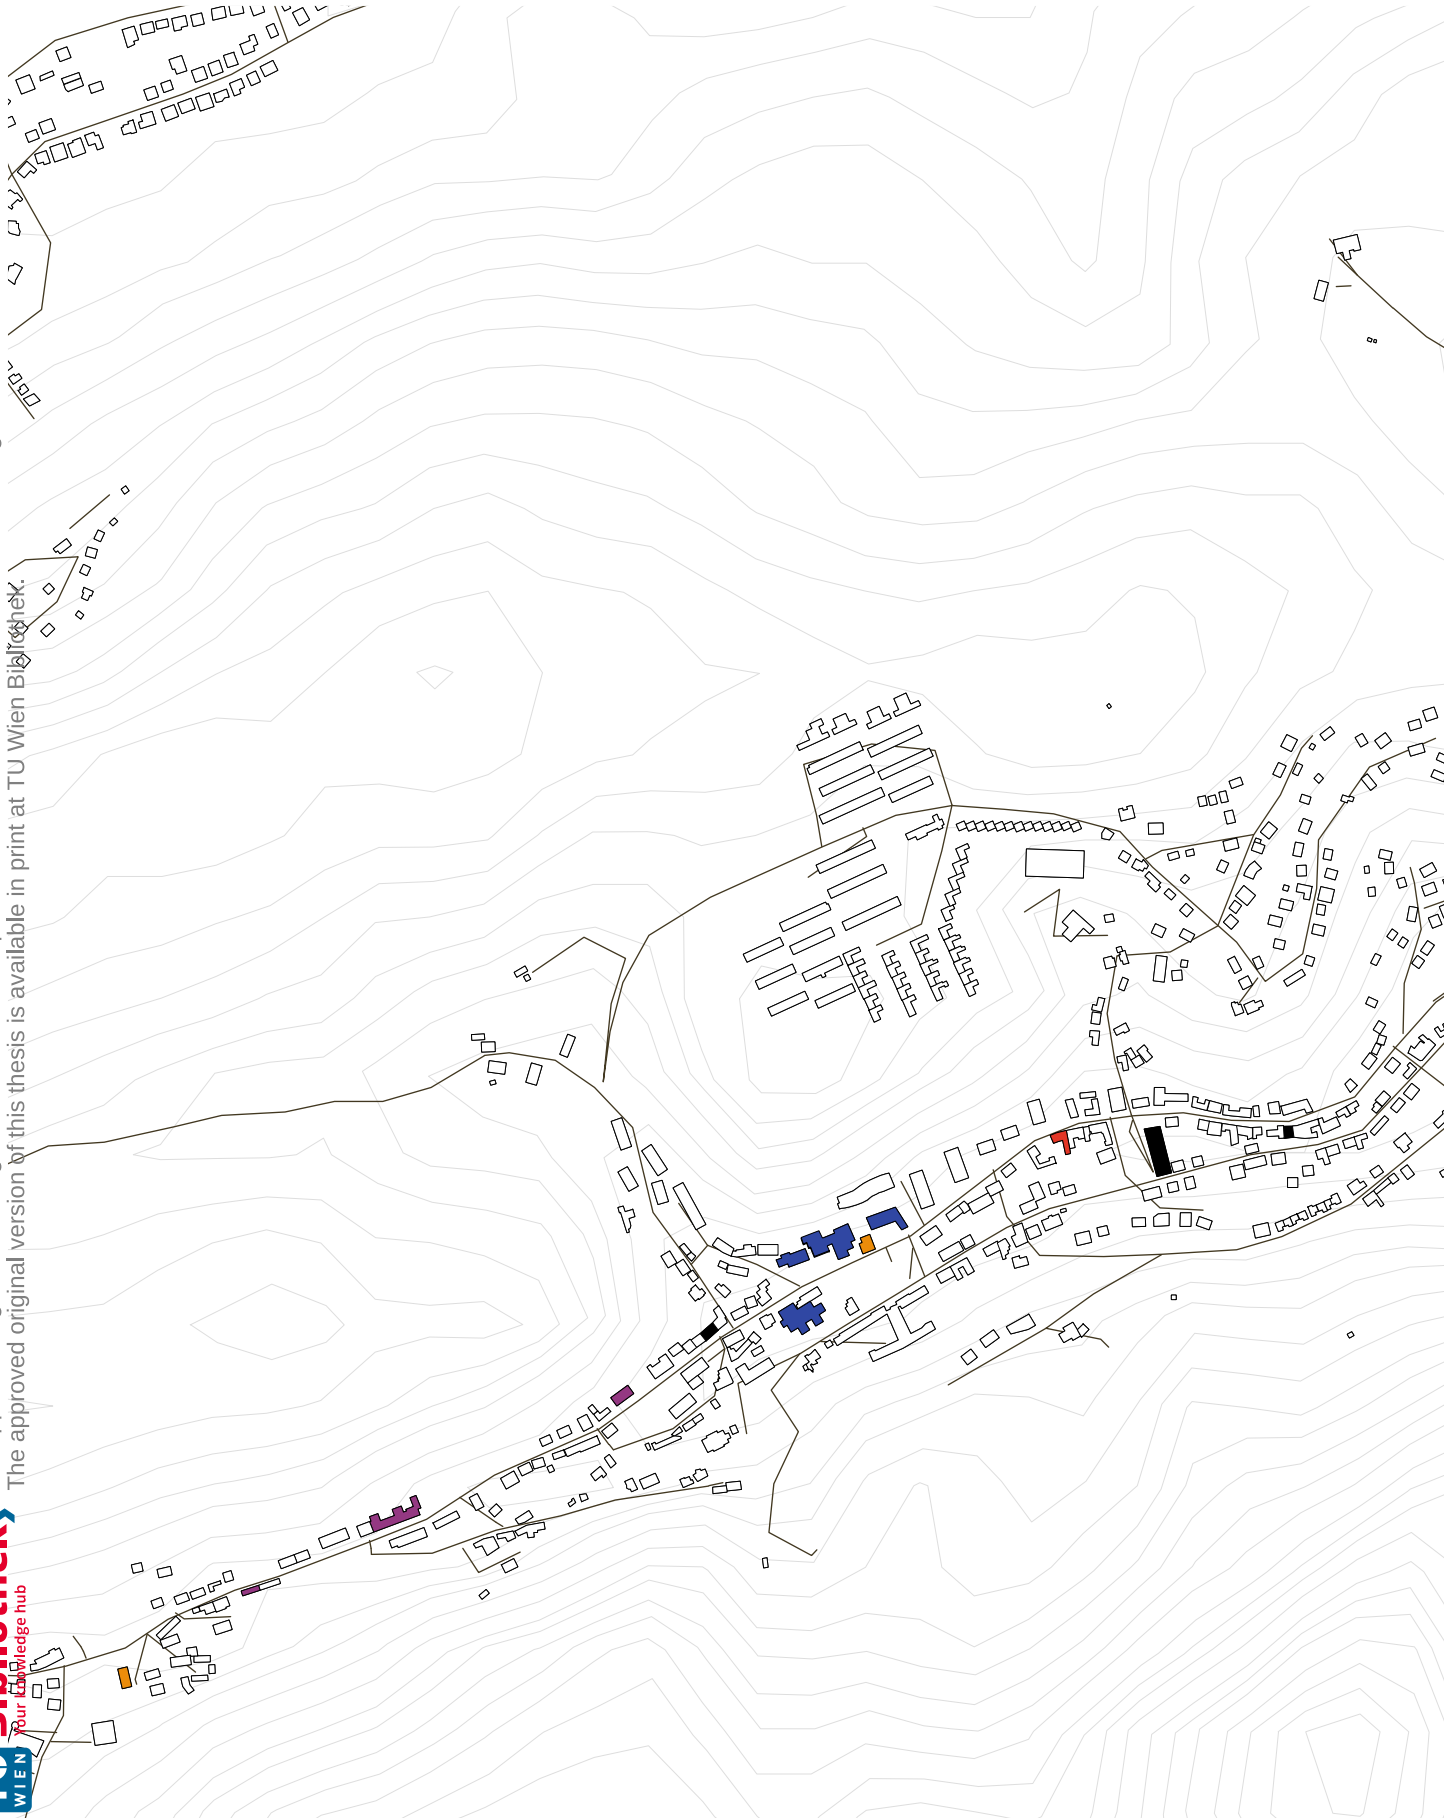 The approved original version of this thesis is available in print at TU Wien Bibliothek.
your knowledge hub
WIEN